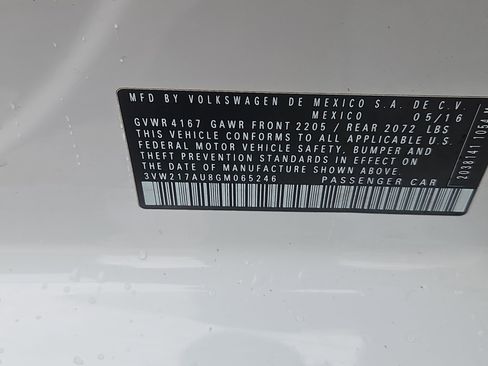 MFD BY VOLKSWAGEN DE MEXICO S.A. DE C.V.
MEXICO 05/16
GVWR 4167 GAWR FRONT 2205 / REAR 2072 LBS
THIS VEHICLE CONFORMS TO ALL APPLICABLE U.S.
FEDERAL MOTOR VEHICLE SAFETY, BUMPER AND
THEFT PREVENTION STANDARDS IN EFFECT ON
THE DATE OF MANUFACTURE SHOWN ABOVE.
3VW217AU8GM065246 PASSENGER CAR
2038141 1054 M